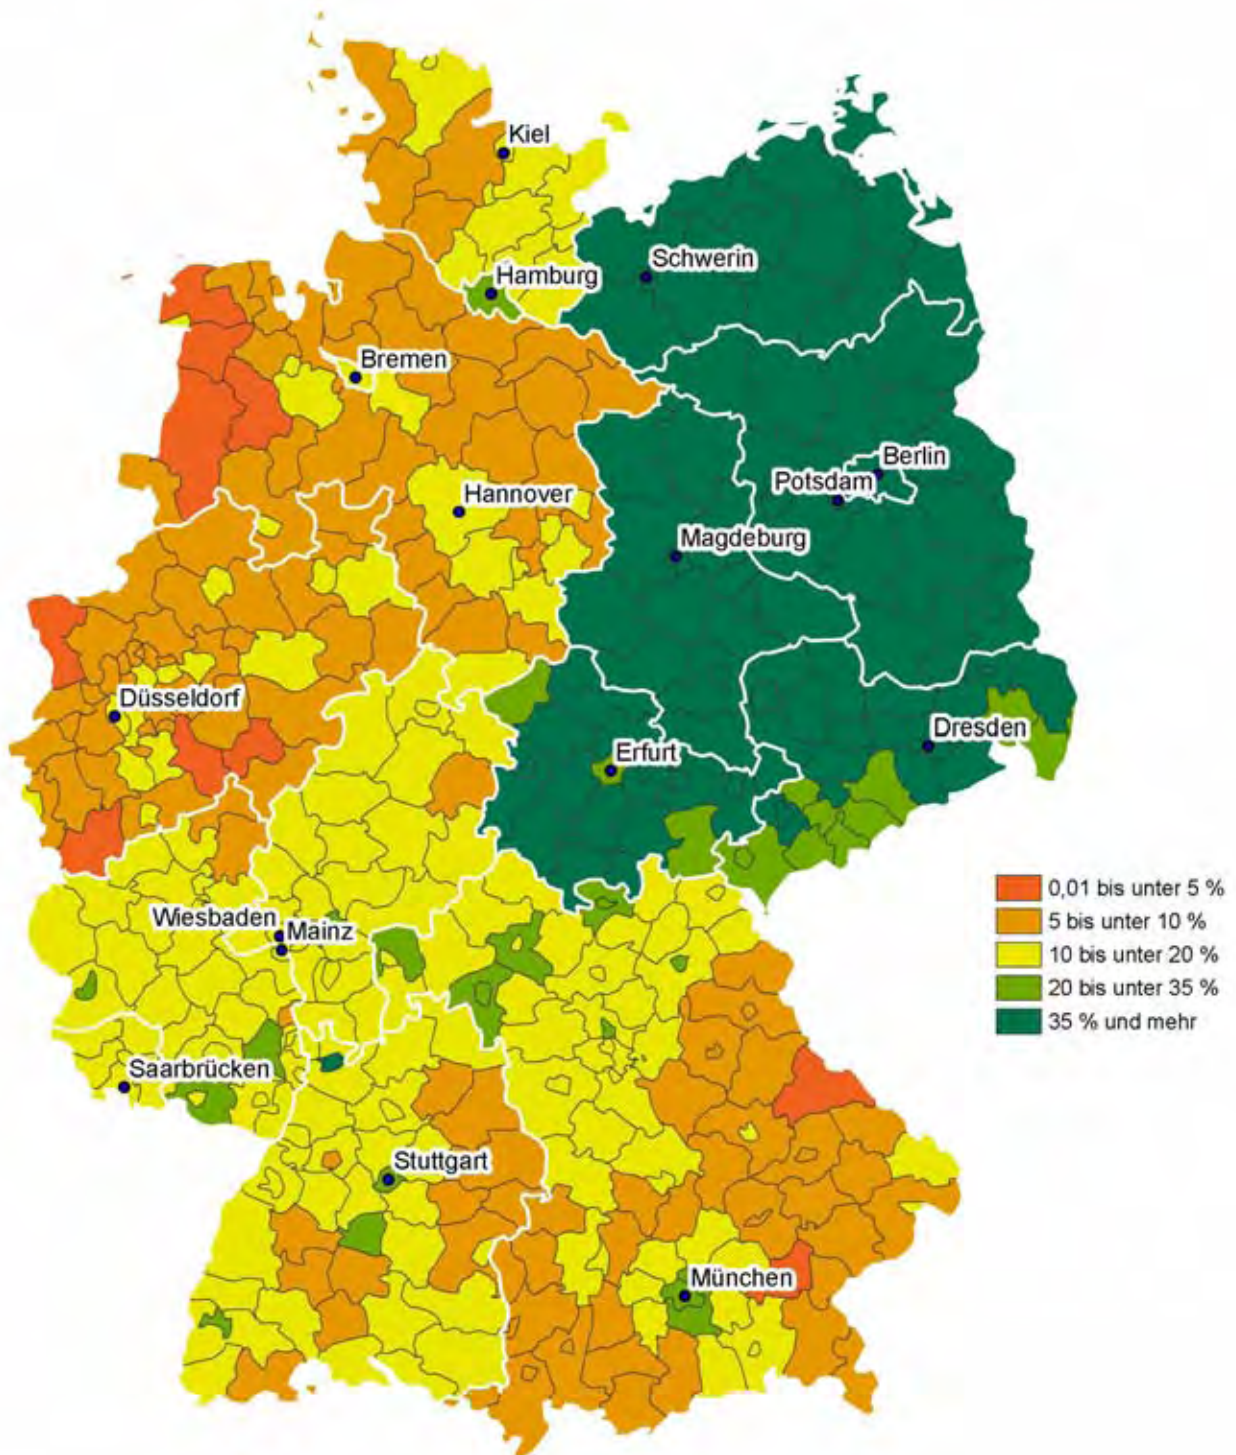 Kiel
Schwerin
Hamburg
Bremen
Berlin
Potsdam
Hannover
Magdeburg
Düsseldorf
Dresden
Erfurt
Wiesbaden
Mainz
Saarbrücken
Stuttgart
München
0,01 bis unter 5 %
5 bis unter 10 %
10 bis unter 20 %
20 bis unter 35 %
35 % und mehr